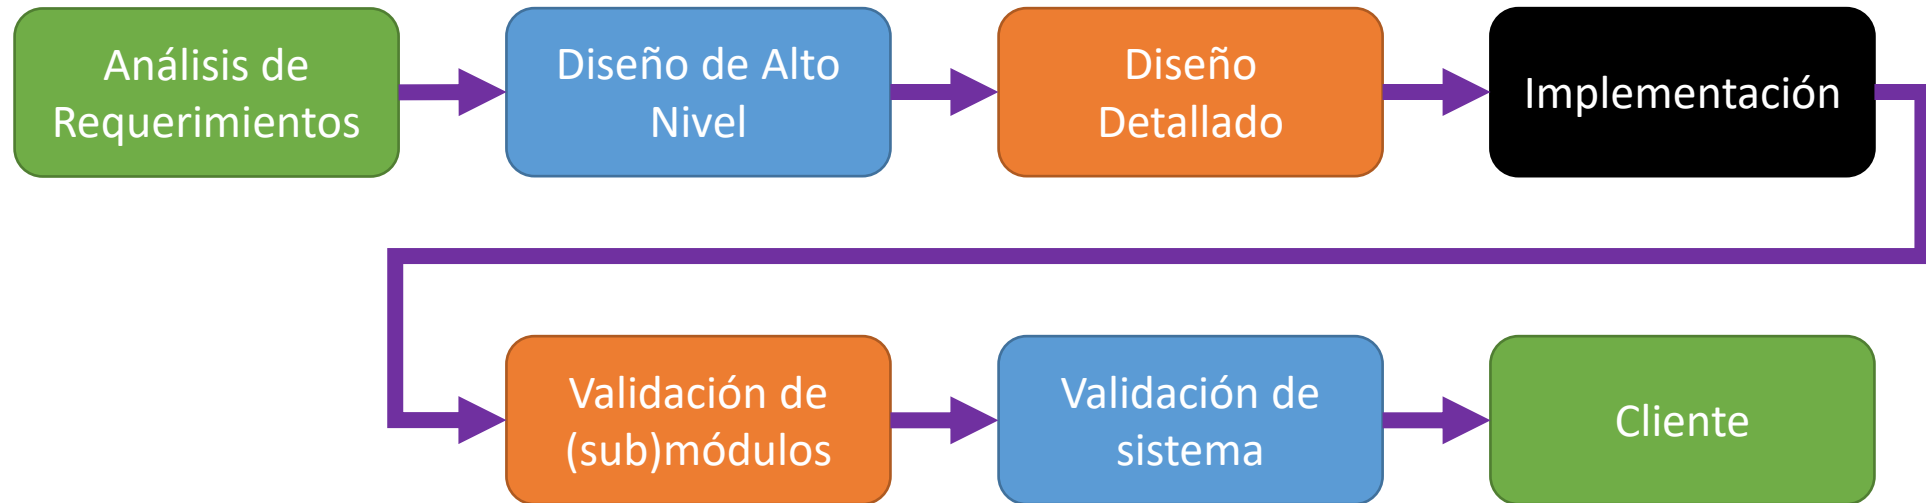 Análisis de
Requerimientos
Diseño de Alto
Nivel
Diseño
Detallado
Implementación
Validación de
(sub)módulos
Validación de
sistema
Cliente